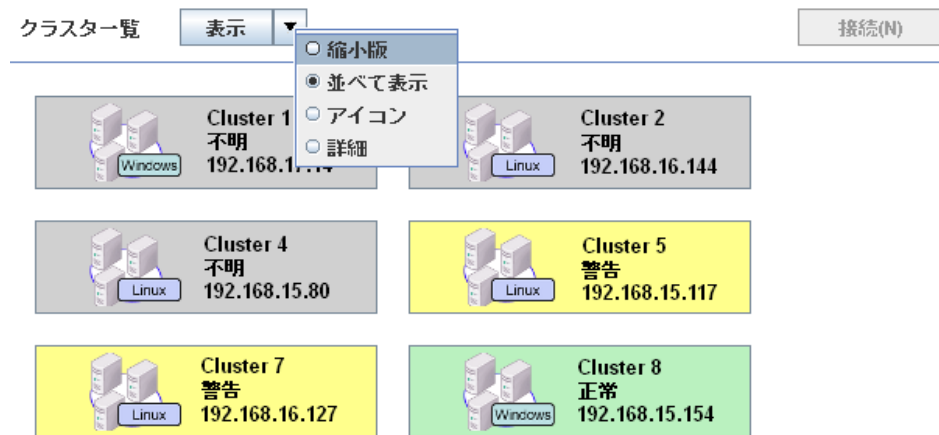 クラスター覧
表示
接続(N)
縮小版
並べて表示
アイコン
詳細
Cluster 1
不明
Windows
Cluster 2
不明
192.168.16.144
Linux
Cluster 4
不明
192.168.15.80
Linux
Cluster 5
警告
192.168.15.117
Linux
Cluster 7
警告
192.168.16.127
Linux
Cluster 8
正常
192.168.15.154
Windows